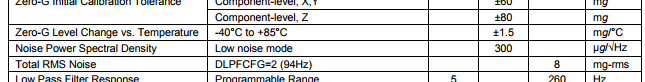 Zero-G Initial Calibration Tolerance Component-level, X,Y ±60 mg
Component-level, Z ±80 mg
Zero-G Level Change vs. Temperature -40°C to +85°C ±1.5 mg/°C
Noise Power Spectral Density Low noise mode 300 µg/√Hz
Total RMS Noise DLPFCFG=2 (94Hz) 8 mg-rms
Low Pass Filter Response Programmable Range 5 260 Hz